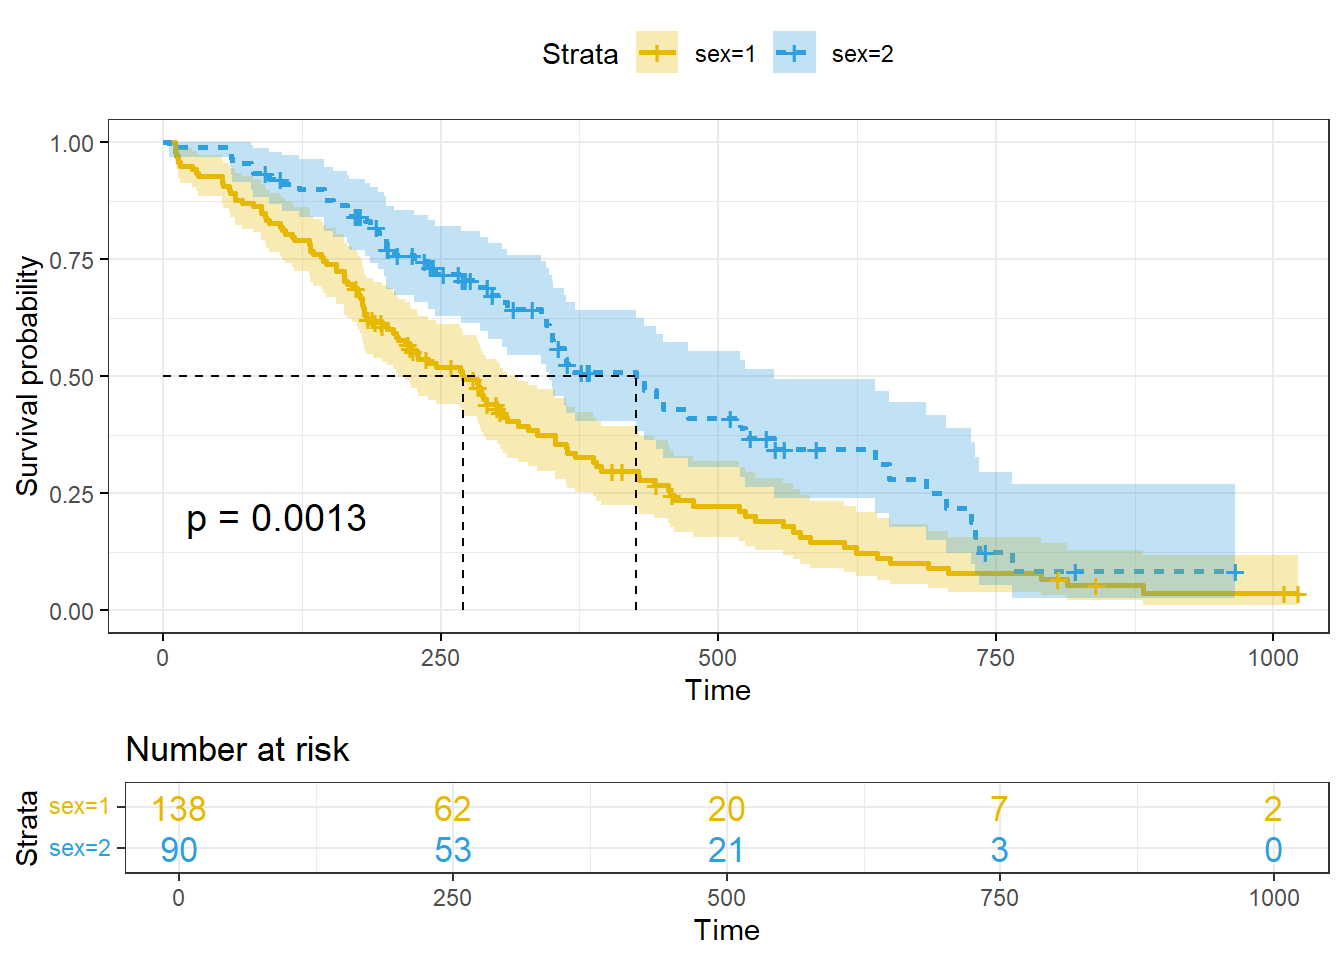 Strata sex=1 sex=2
1.00
0.75
0.50
0.25
0.00
Survival probability
p = 0.0013
0 250 500 750 1000
Time
Number at risk
Strata
sex=1 138 62 20 7 2
sex=2 90 53 21 3 0
0 250 500 750 1000
Time